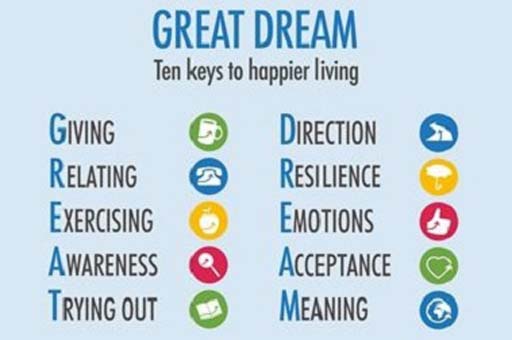 GREAT DREAM
Ten keys to happier living
GIVING
RELATING
EXERCISING
AWARENESS
TRYING OUT
DIRECTION
RESILIENCE
EMOTIONS
ACCEPTANCE
MEANING